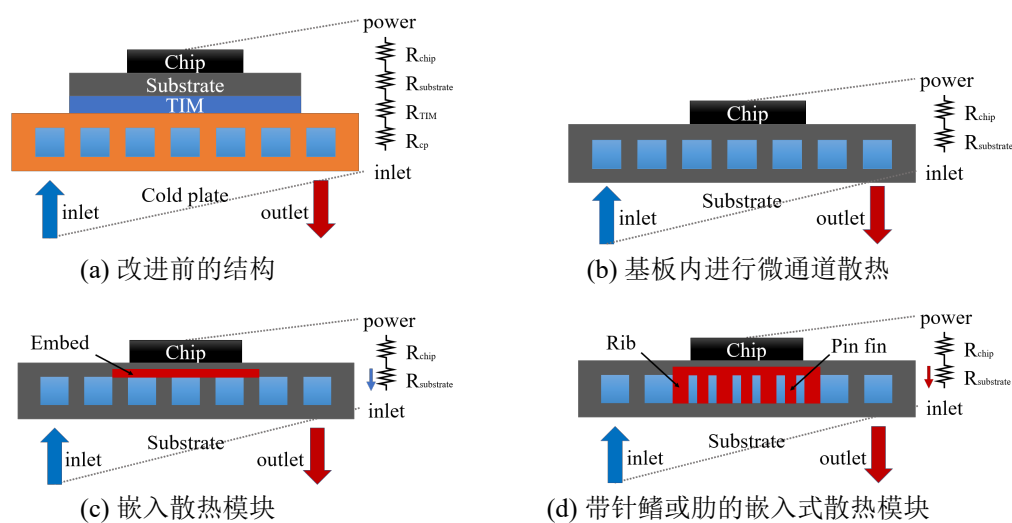 power
Chip
Substrate
TIM
R_chip
R_substrate
R_TIM
R_cp
inlet
inlet
Cold plate
outlet
(a) 改进前的结构
power
Chip
R_chip
R_substrate
inlet
inlet
Substrate
outlet
(b) 基板内进行微通道散热
power
Embed
Chip
R_chip
R_substrate
inlet
inlet
Substrate
outlet
(c) 嵌入散热模块
power
Rib
Chip
Pin fin
R_chip
R_substrate
inlet
inlet
Substrate
outlet
(d) 带针鳍或肋的嵌入式散热模块